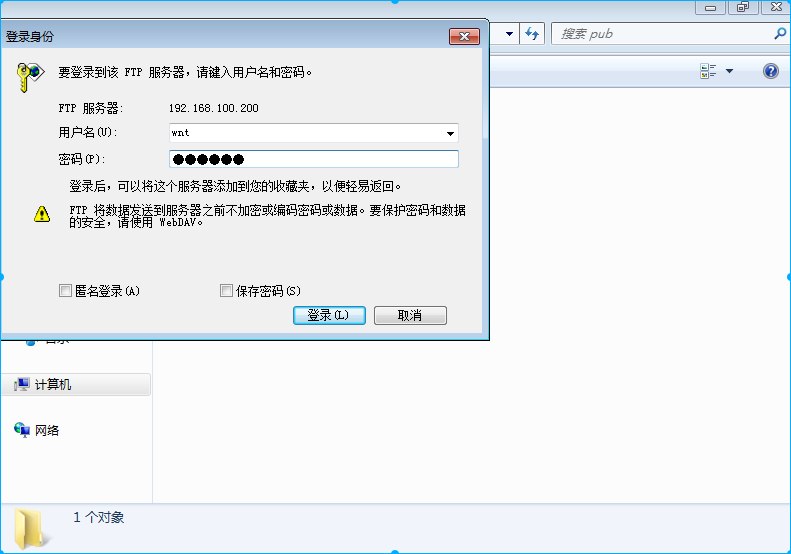 登录身份
搜索 pub
要登录到该 FTP 服务器，请键入用户名和密码。
FTP 服务器: 192.168.100.200
用户名(U): wnt
密码(P): ●●●●●●
登录后，可以将这个服务器添加到您的收藏夹，以便轻易返回。
FTP 将数据发送到服务器之前不加密或编码密码或数据。要保护密码和数据
的安全，请使用 WebDAV。
匿名登录(A) 保存密码(S)
登录(L) 取消
计算机
网络
1 个对象